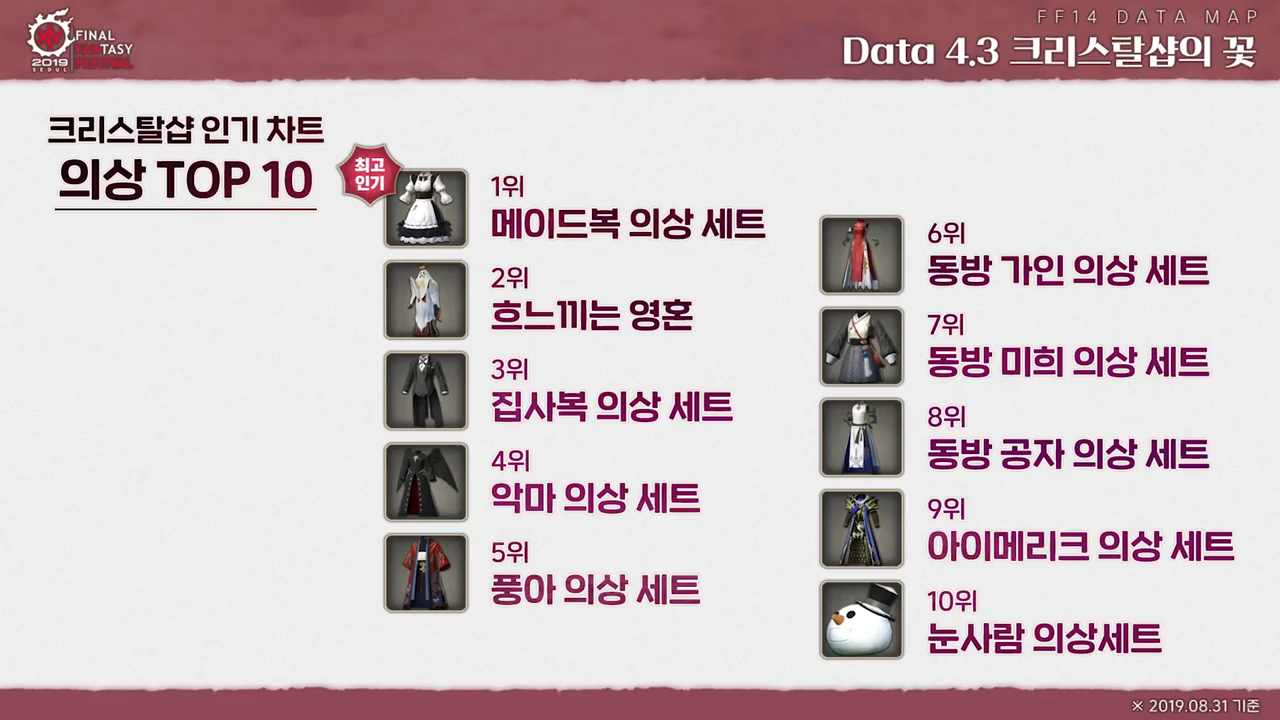 FINAL
FANTASY
2019 FESTIVAL
SEOUL
FF14 DATA MAP
Data 4.3 크리스탈샵의 꽃
크리스탈샵 인기 차트
의상 TOP 10
최고
인기
1위
메이드복 의상 세트
2위
흐느끼는 영혼
3위
집사복 의상 세트
4위
악마 의상 세트
5위
풍아 의상 세트
6위
동방 가인 의상 세트
7위
동방 미희 의상 세트
8위
동방 공자 의상 세트
9위
아이메리크 의상 세트
10위
눈사람 의상세트
※ 2019.08.31 기준